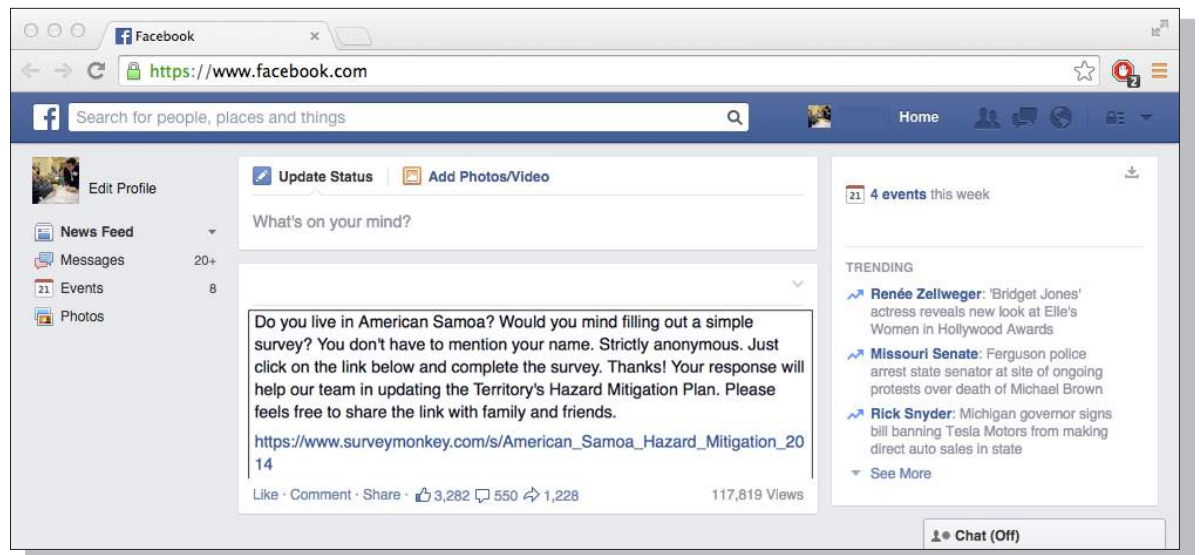 Facebook
https://www.facebook.com
2
f
Search for people, places and things
Home
Edit Profile
News Feed
Messages 20+
Events 8
Photos
Update Status
Add Photos/Video
What's on your mind?
Do you live in American Samoa? Would you mind filling out a simple
survey? You don't have to mention your name. Strictly anonymous. Just
click on the link below and complete the survey. Thanks! Your response will
help our team in updating the Territory's Hazard Mitigation Plan. Please
feels free to share the link with family and friends.
https://www.surveymonkey.com/s/American_Samoa_Hazard_Mitigation_20
14
Like · Comment · Share · 3,282 550 1,228 117,819 Views
21 4 events this week
TRENDING
Renée Zellweger: 'Bridget Jones'
actress reveals new look at Elle's
Women in Hollywood Awards
Missouri Senate: Ferguson police
arrest state senator at site of ongoing
protests over death of Michael Brown
Rick Snyder: Michigan governor signs
bill banning Tesla Motors from making
direct auto sales in state
See More
Chat (Off)